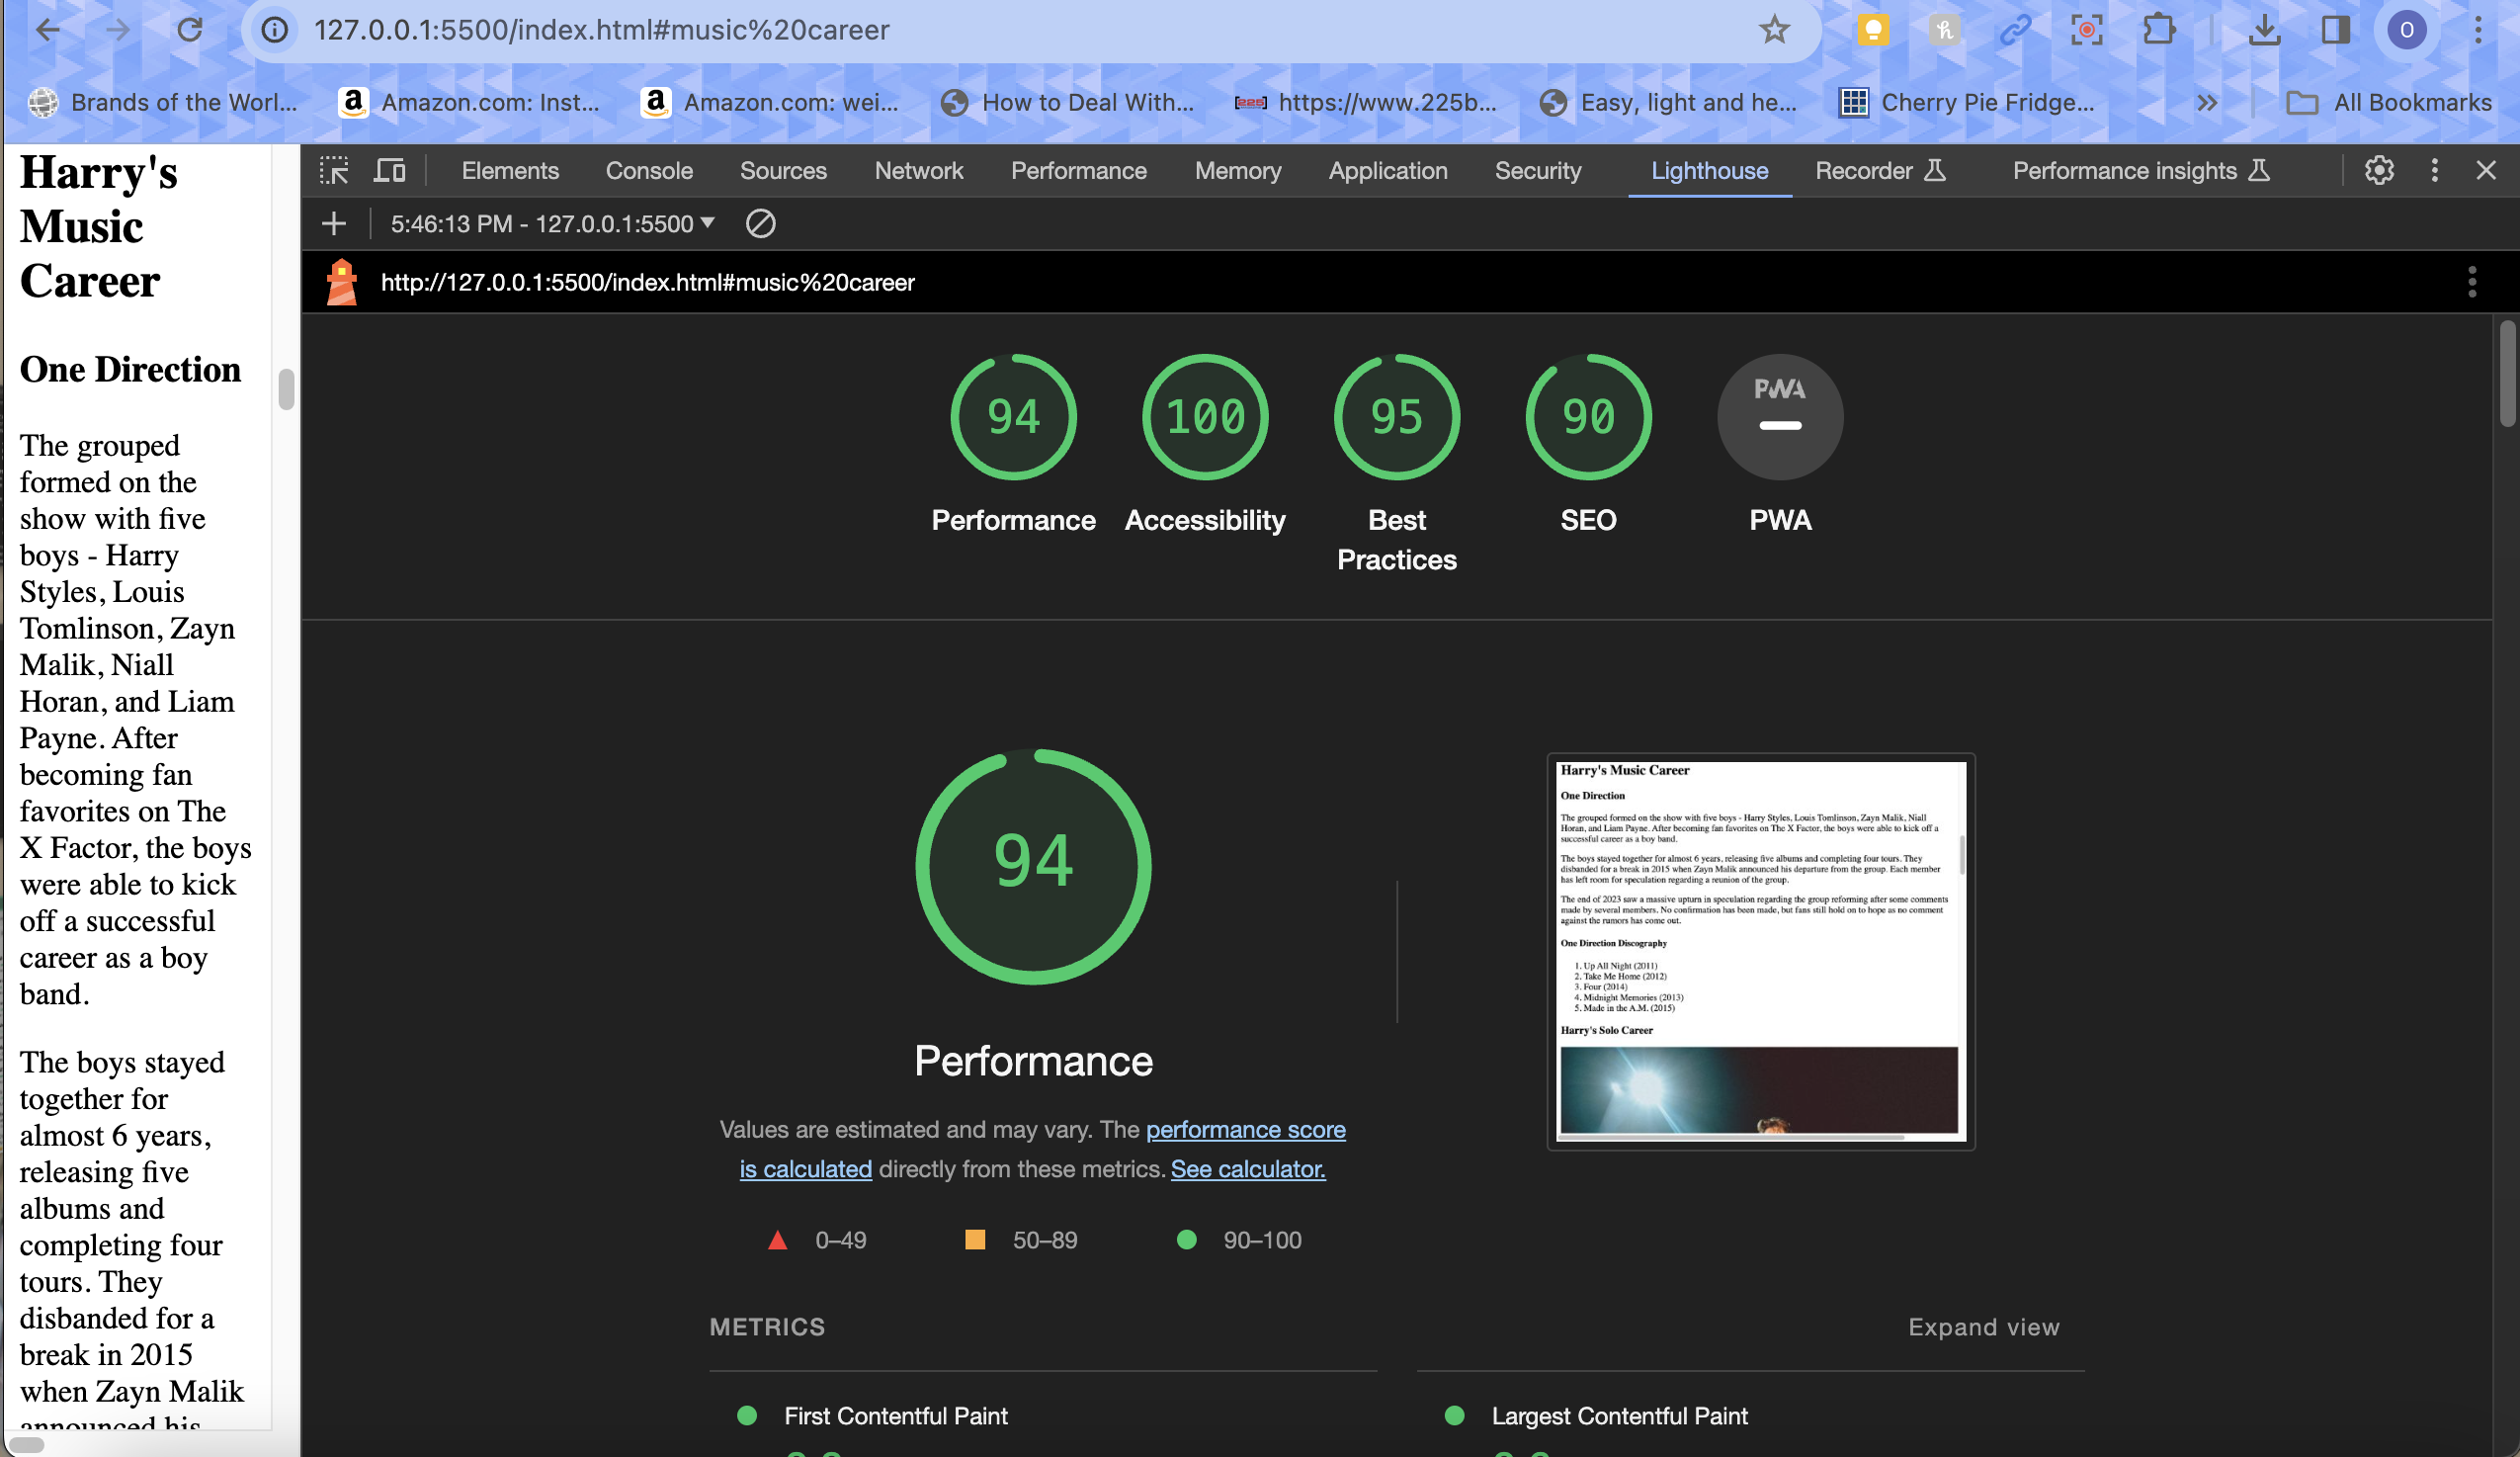 127.0.0.1:5500/index.html#music%20career
O
Brands of the Worl...
Amazon.com: Inst...
Amazon.com: wei...
How to Deal With...
https://www.225b...
Easy, light and he...
Cherry Pie Fridge...
All Bookmarks
Harry's
Music
Career
One Direction
The grouped
formed on the
show with five
boys - Harry
Styles, Louis
Tomlinson, Zayn
Malik, Niall
Horan, and Liam
Payne. After
becoming fan
favorites on The
X Factor, the boys
were able to kick
off a successful
career as a boy
band.
The boys stayed
together for
almost 6 years,
releasing five
albums and
completing four
tours. They
disbanded for a
break in 2015
when Zayn Malik
announced his
Elements Console Sources Network Performance Memory Application Security Lighthouse Recorder Performance insights
5:46:13 PM - 127.0.0.1:5500
http://127.0.0.1:5500/index.html#music%20career
94 100 95 90 PWA
Performance Accessibility Best Practices SEO PWA
94
Performance
Values are estimated and may vary. The performance score
is calculated directly from these metrics. See calculator.
0–49 50–89 90–100
Harry's Music Career
One Direction
The grouped formed on the show with five boys - Harry Styles, Louis Tomlinson, Zayn Malik, Niall
Horan, and Liam Payne. After becoming fan favorites on The X Factor, the boys were able to kick off a
successful career as a boy band.
The boys stayed together for almost 6 years, releasing five albums and completing four tours. They
disbanded for a break in 2015 when Zayn Malik announced his departure from the group. Each member
has left room for speculation regarding a reunion of the group.
The end of 2023 saw a massive upturn in speculation regarding the group reforming after some comments
made by several members. No confirmation has been made, but fans still hold on to hope as no comment
against the rumors has come out.
One Direction Discography
1. Up All Night (2011)
2. Take Me Home (2012)
3. Four (2014)
4. Midnight Memories (2013)
5. Made in the A.M. (2015)
Harry's Solo Career
METRICS
Expand view
First Contentful Paint
Largest Contentful Paint